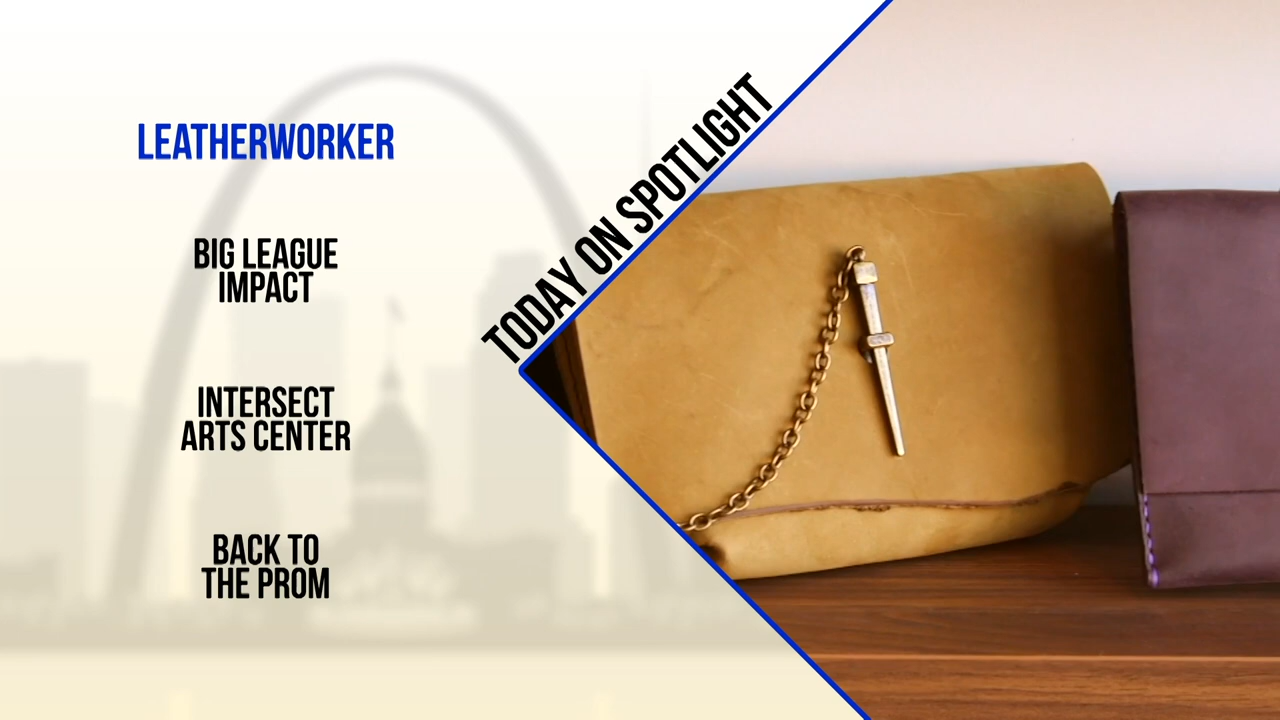 LEATHERWORKER
BIG LEAGUE
IMPACT
INTERSECT
ARTS CENTER
BACK TO
THE PROM
TODAY ON SPOTLIGHT